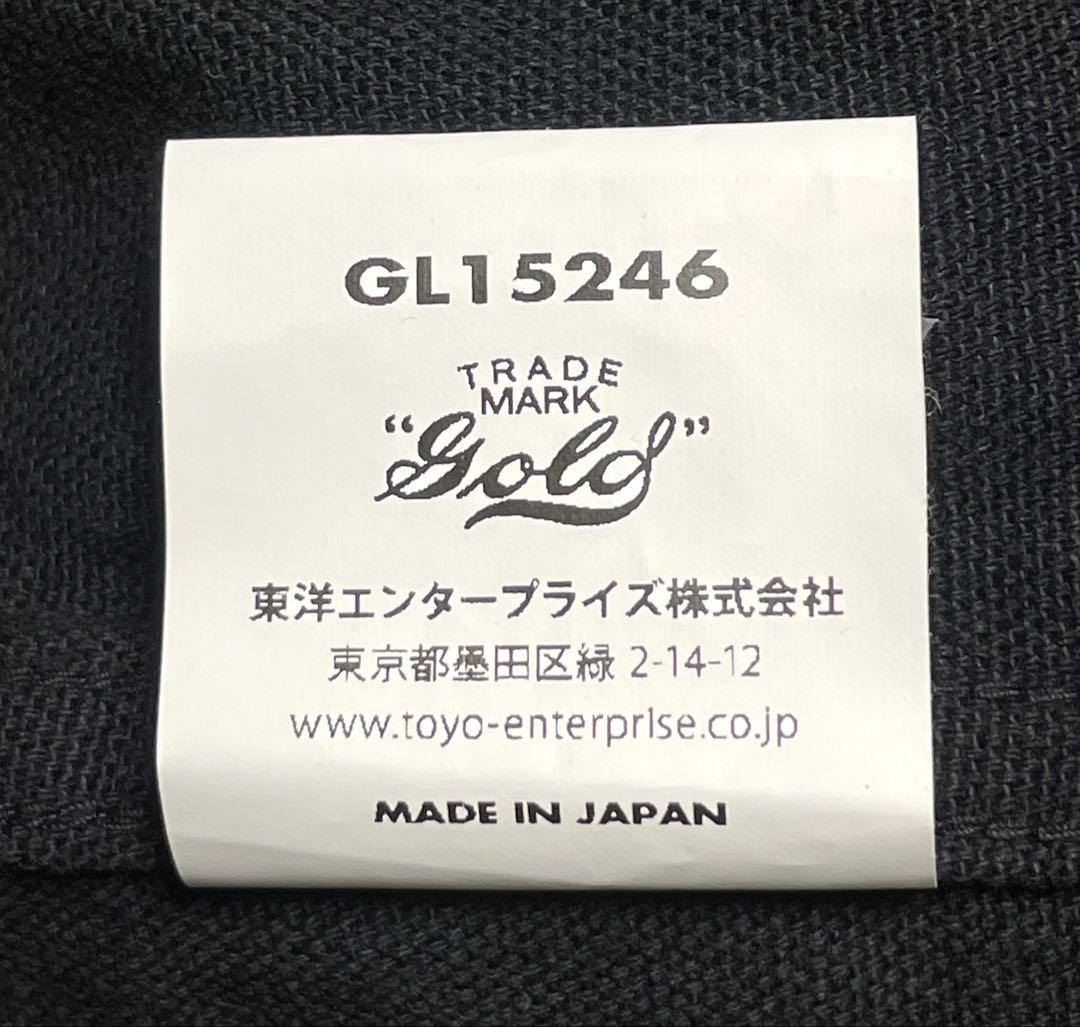 GL15246
TRADE
MARK
“Gold”
東洋エンタープライズ株式会社
東京都墨田区緑 2-14-12
www.toyo-enterprise.co.jp
MADE IN JAPAN